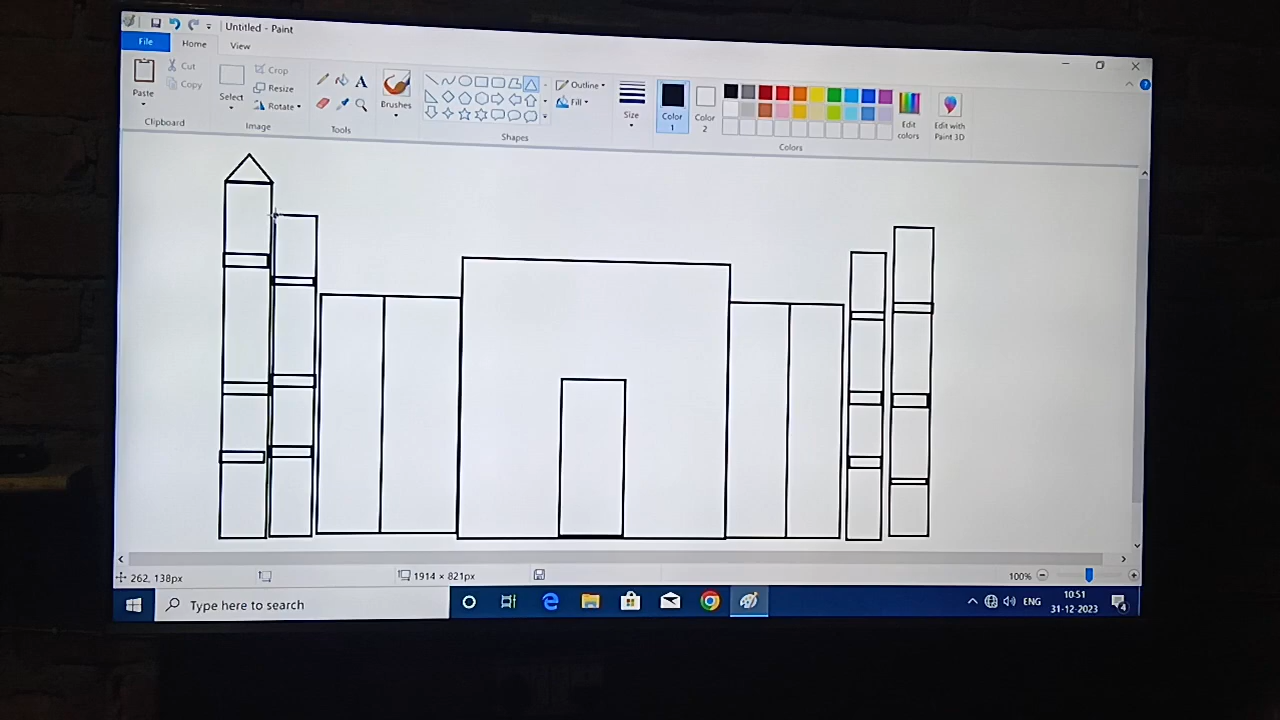 Untitled - Paint
File Home View
Paste
Cut
Copy
Clipboard
Select
Crop
Resize
Rotate
Image
A
Tools
Brushes
Shapes
Outline
Fill
Size
Color 1
Color 2
Colors
Edit colors
Edit with Paint 3D
262, 138px
1914 × 821px
100%
Type here to search
ENG
10:51
31-12-2023
4